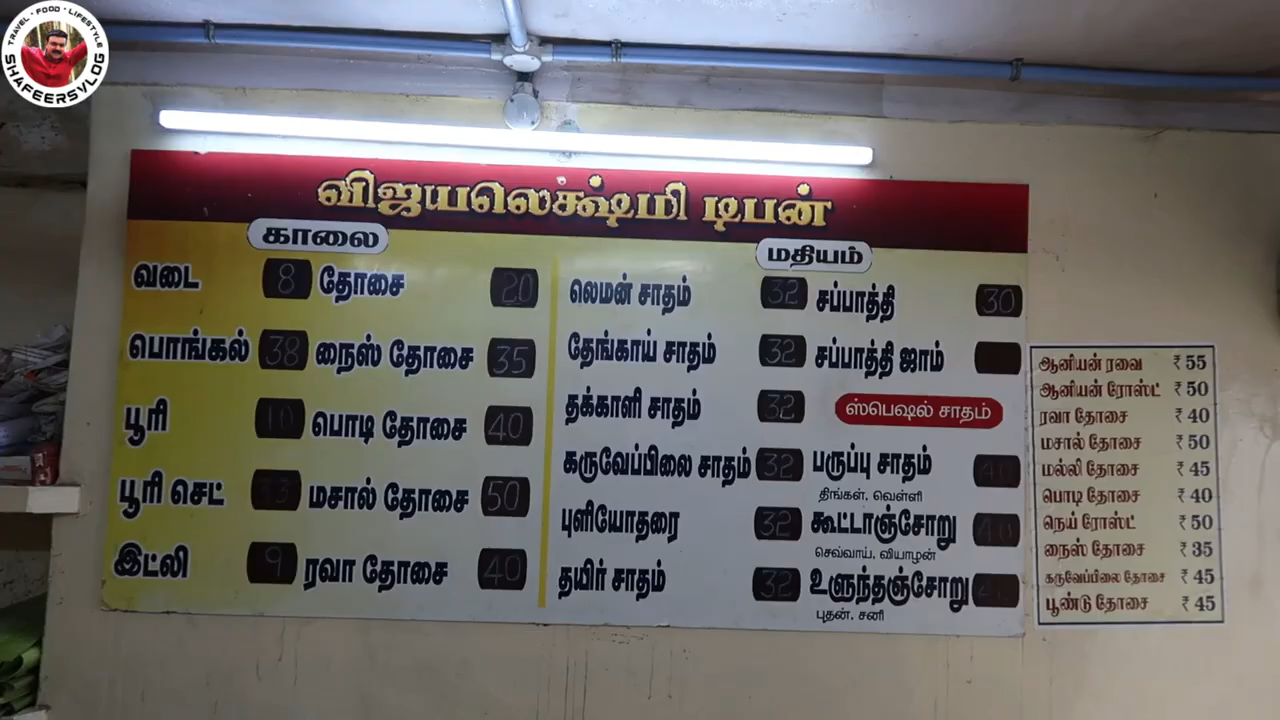 TRAVEL · FOOD · LIFESTYLE
SHAFEERSVLOG
விஜயலெக்ஷ்மி டிபன்
காலை
வடை 8 தோசை 20
பொங்கல் 38 நைஸ் தோசை 35
பூரி 10 பொடி தோசை 40
பூரி செட் மசால் தோசை 50
இட்லி 9 ரவா தோசை 40
மதியம்
லெமன் சாதம் 32 சப்பாத்தி 30
தேங்காய் சாதம் 32 சப்பாத்தி ஜாம்
தக்காளி சாதம் 32 ஸ்பெஷல் சாதம்
கருவேப்பிலை சாதம் 32 பருப்பு சாதம் 40
திங்கள், வெள்ளி
புளியோதரை 32 கூட்டாஞ்சோறு 40
செவ்வாய், வியாழன்
தயிர் சாதம் 32 உளுந்தஞ்சோறு
புதன், சனி
ஆனியன் ரவை ₹ 55
ஆனியன் ரோஸ்ட் ₹ 50
ரவா தோசை ₹ 40
மசால் தோசை ₹ 50
மல்லி தோசை ₹ 45
பொடி தோசை ₹ 40
நெய் ரோஸ்ட் ₹ 50
நைஸ் தோசை ₹ 35
கருவேப்பிலை தோசை ₹ 45
பூண்டு தோசை ₹ 45